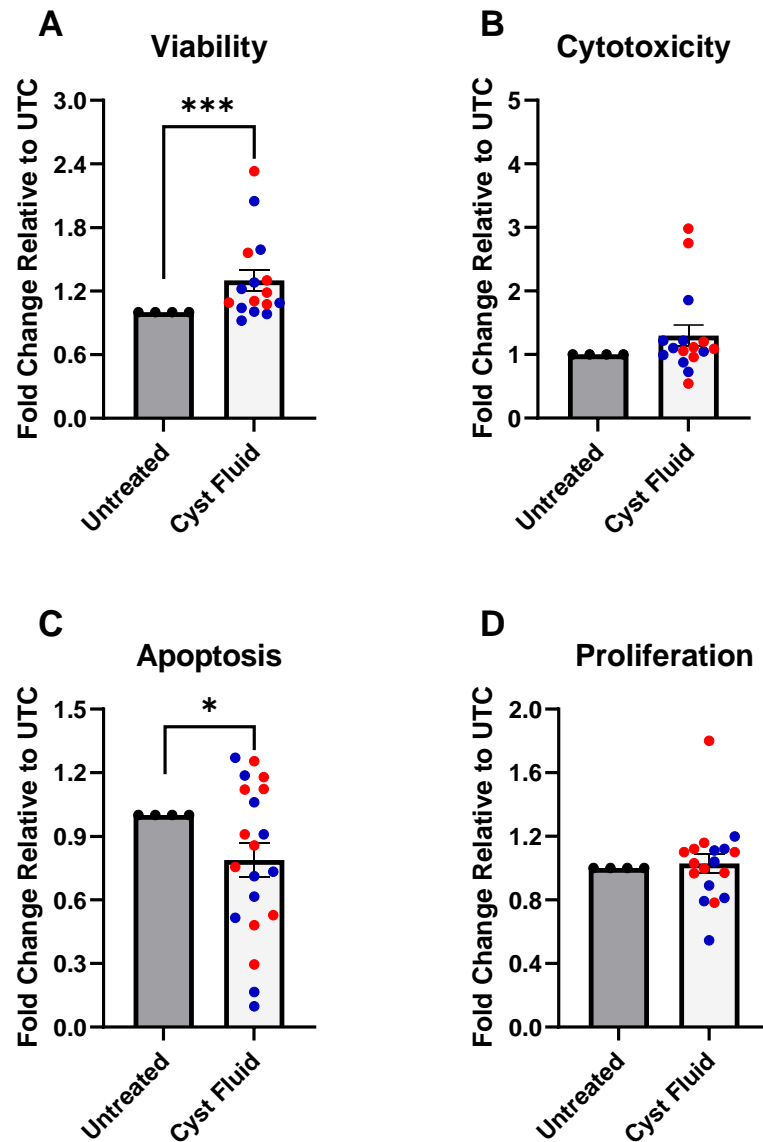 A
Viability
Fold Change Relative to UTC
3.0
2.4
1.8
1.2
0.6
0.0
***
Untreated
Cyst Fluid
B
Cytotoxicity
Fold Change Relative to UTC
5
4
3
2
1
0
Untreated
Cyst Fluid
C
Apoptosis
Fold Change Relative to UTC
1.5
1.2
0.9
0.6
0.3
0.0
*
Untreated
Cyst Fluid
D
Proliferation
Fold Change Relative to UTC
2.0
1.6
1.2
0.8
0.4
0.0
Untreated
Cyst Fluid